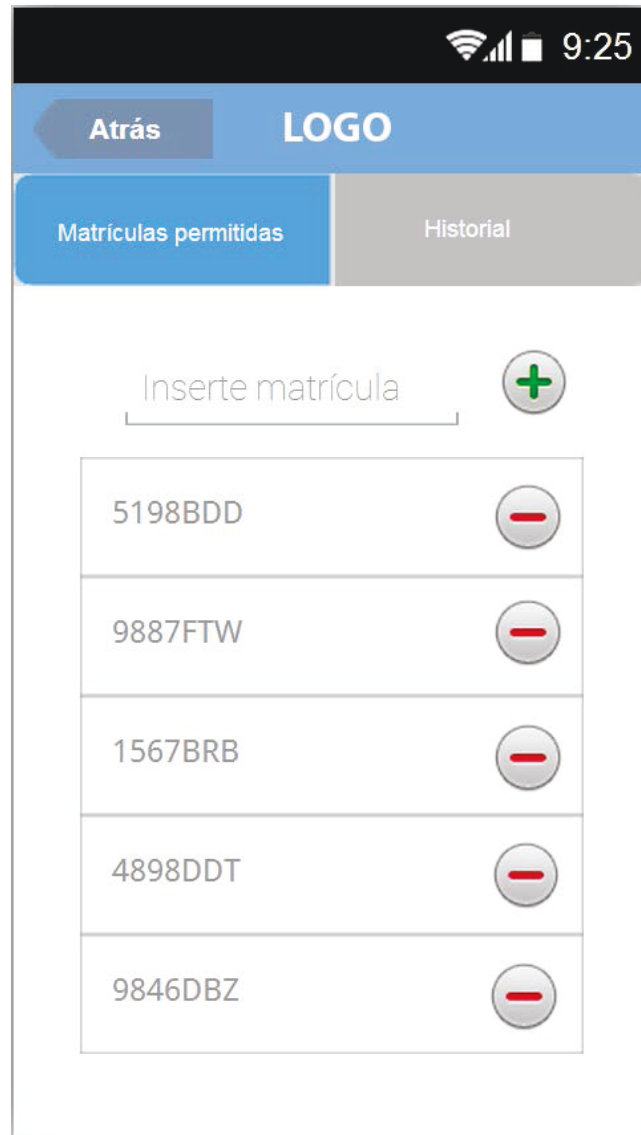 9:25
Atrás
LOGO
Matrículas permitidas
Historial
Inserte matrícula
5198BDD
9887FTW
1567BRB
4898DDT
9846DBZ